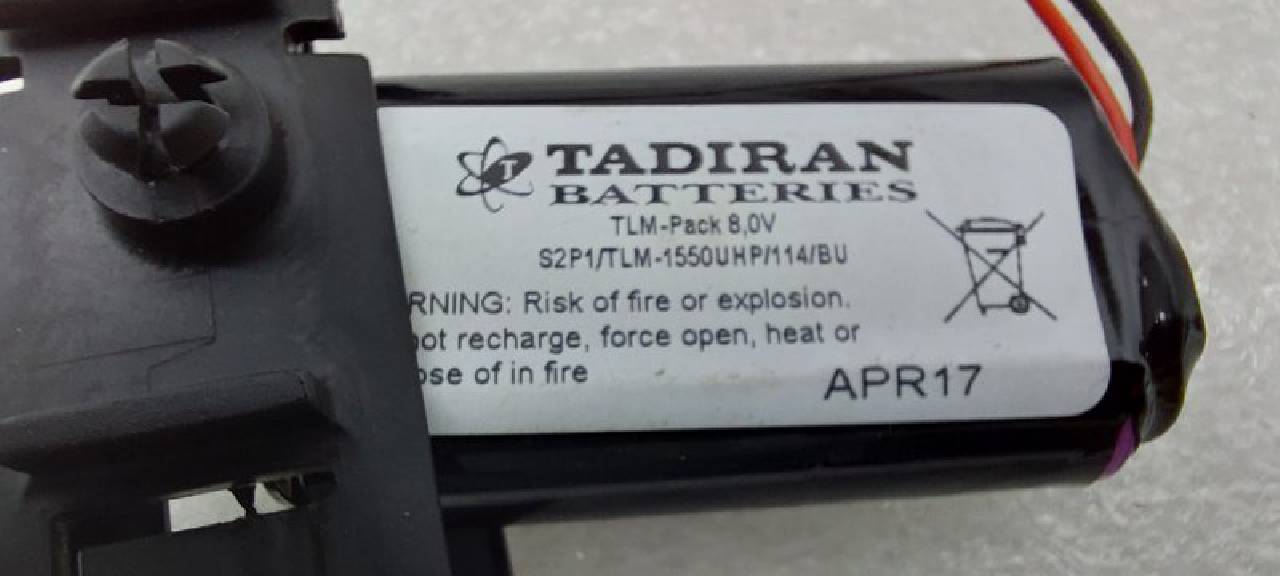 T TADIRAN
BATTERIES
TLM-Pack 8,0V
S2P1/TLM-1550UHP/114/BU
RNING: Risk of fire or explosion.
ot recharge, force open, heat or
ose of in fire
APR17